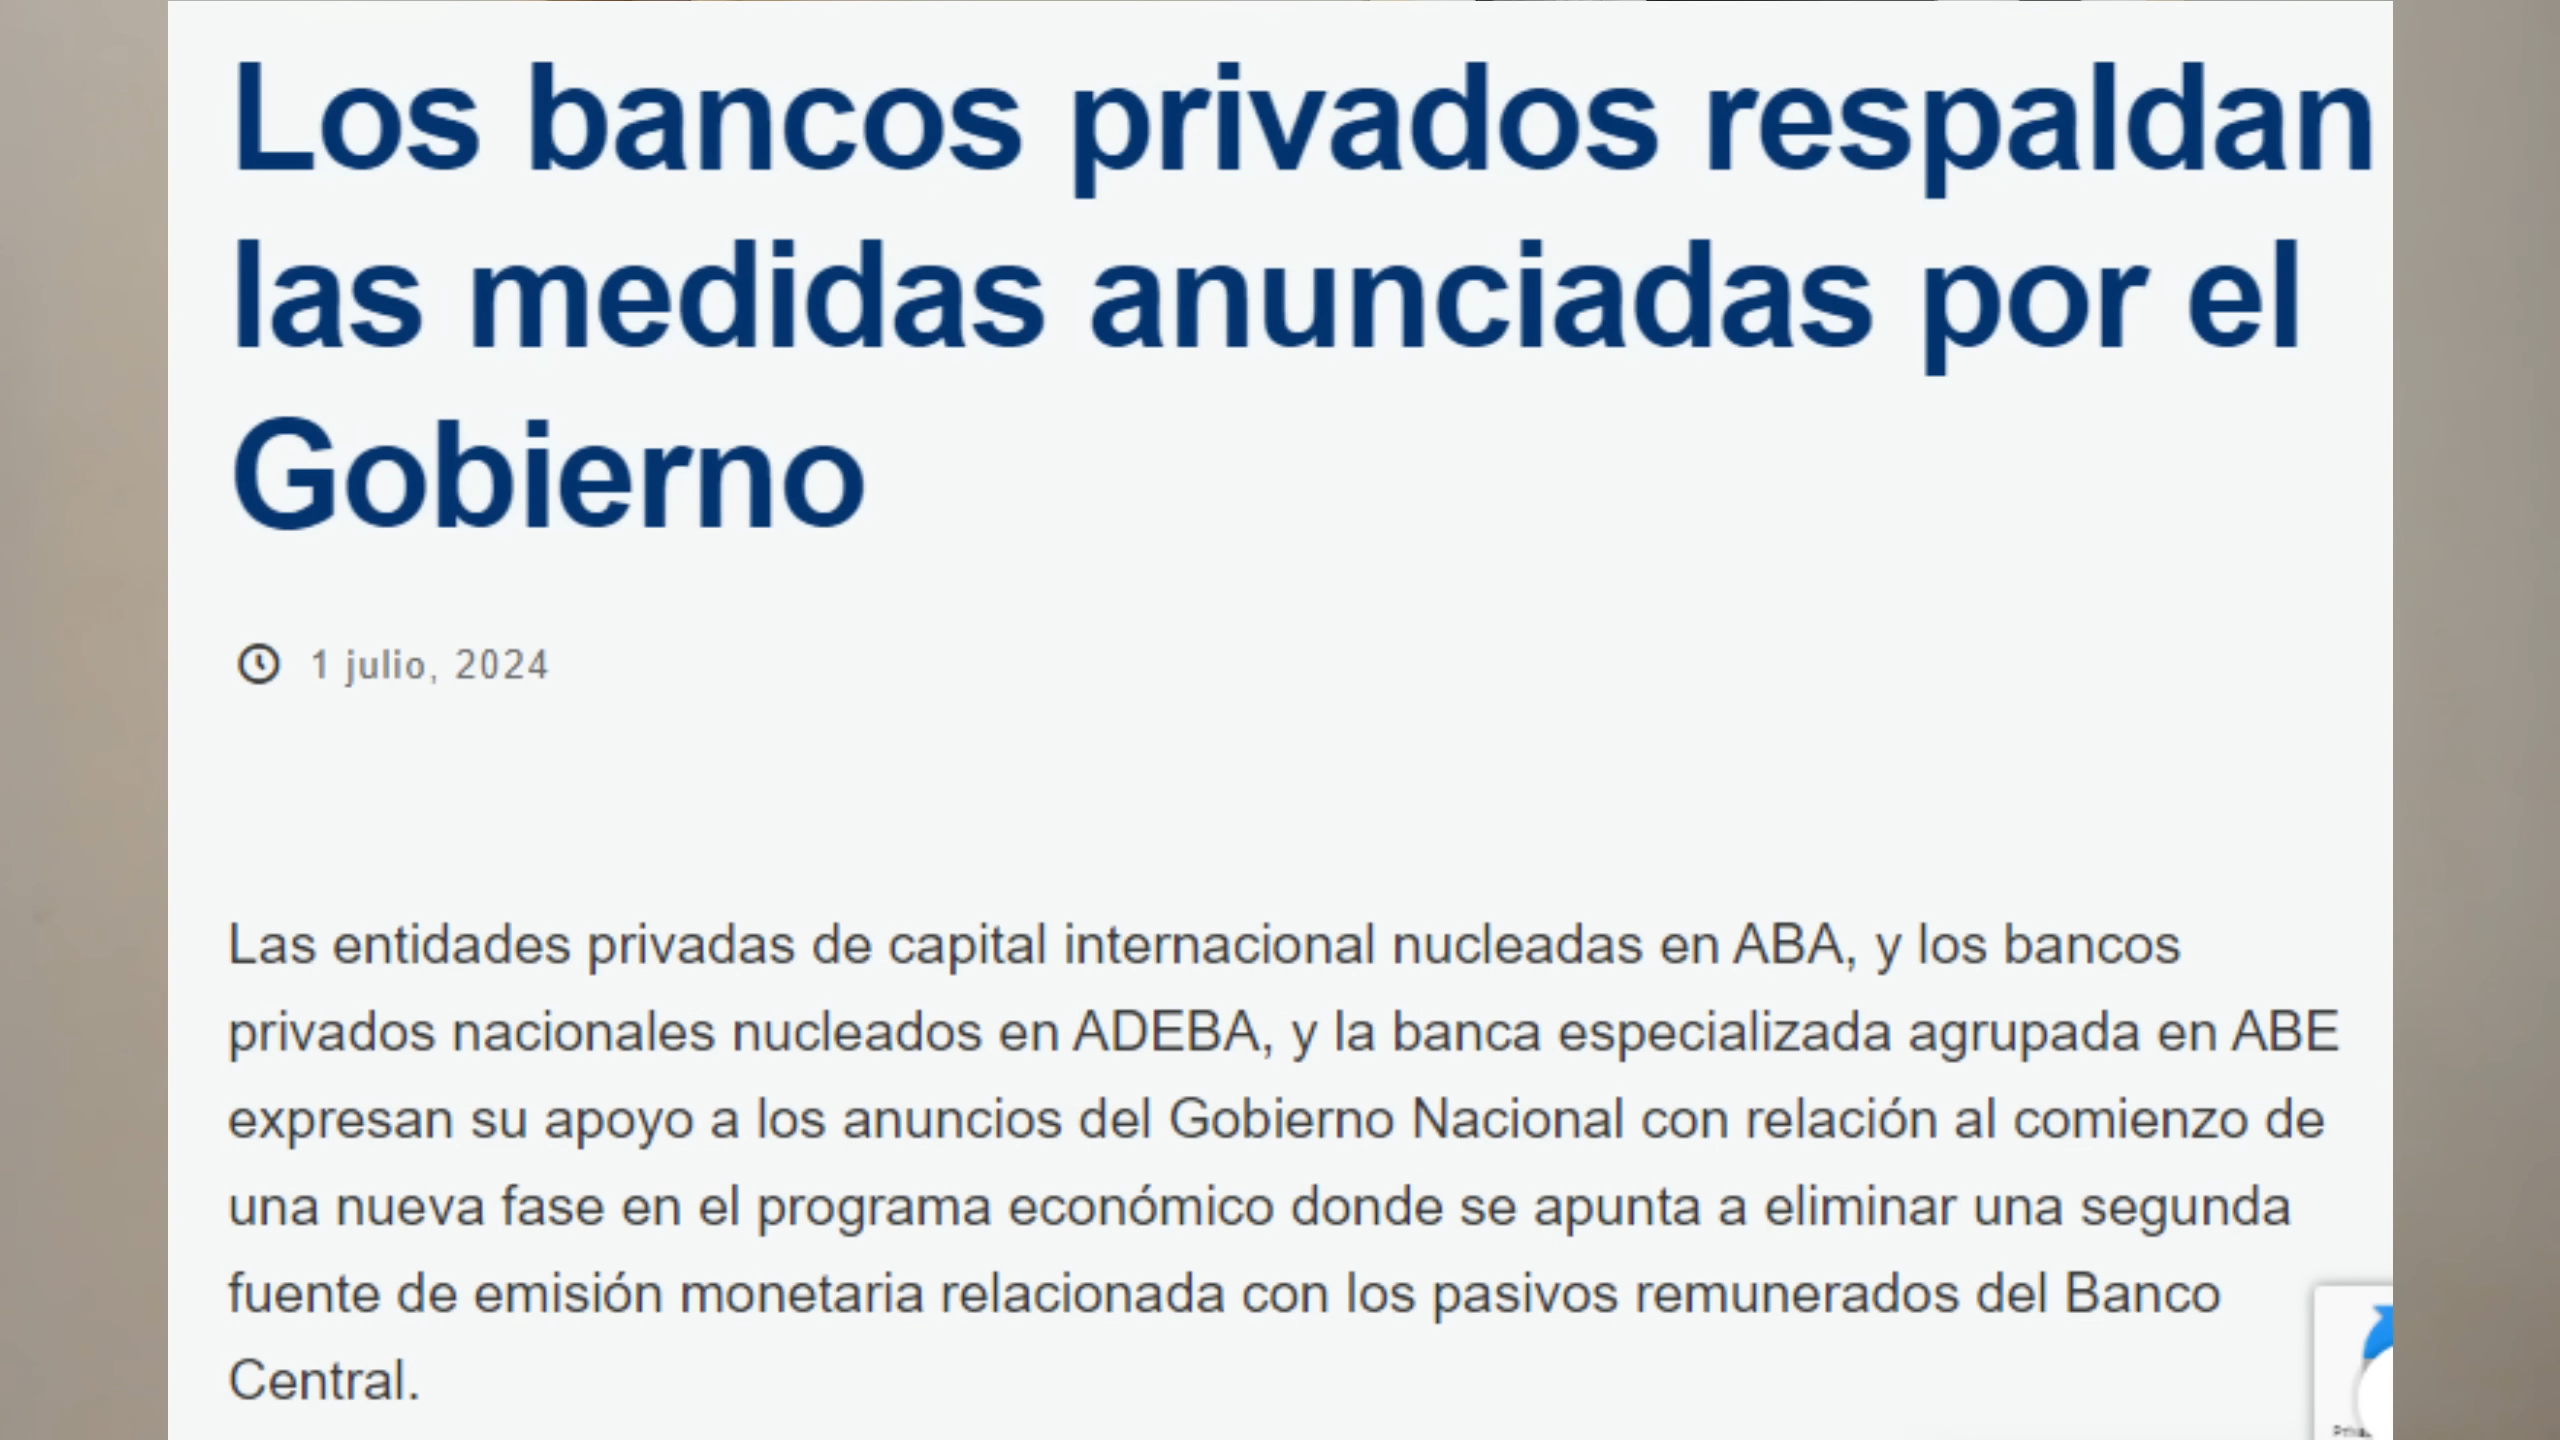 Los bancos privados respaldan
las medidas anunciadas por el
Gobierno
1 julio, 2024
Las entidades privadas de capital internacional nucleadas en ABA, y los bancos
privados nacionales nucleados en ADEBA, y la banca especializada agrupada en ABE
expresan su apoyo a los anuncios del Gobierno Nacional con relación al comienzo de
una nueva fase en el programa económico donde se apunta a eliminar una segunda
fuente de emisión monetaria relacionada con los pasivos remunerados del Banco
Central.